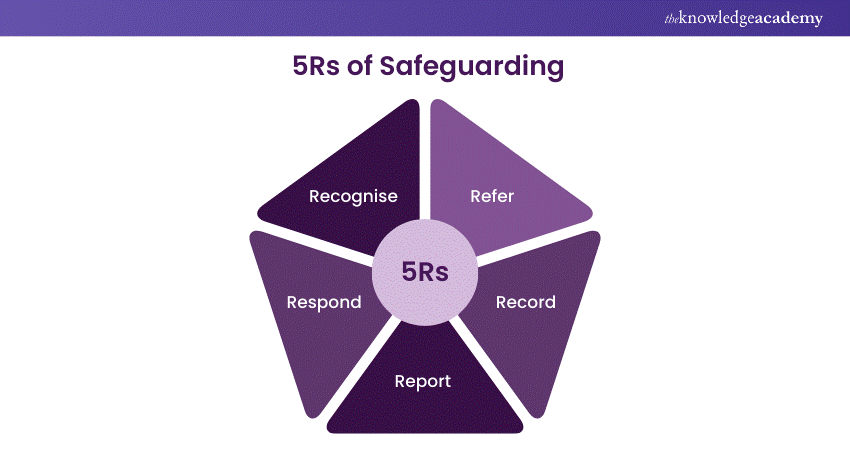 theknowledgeacademy
5Rs of Safeguarding
Recognise
Refer
5Rs
Respond
Record
Report